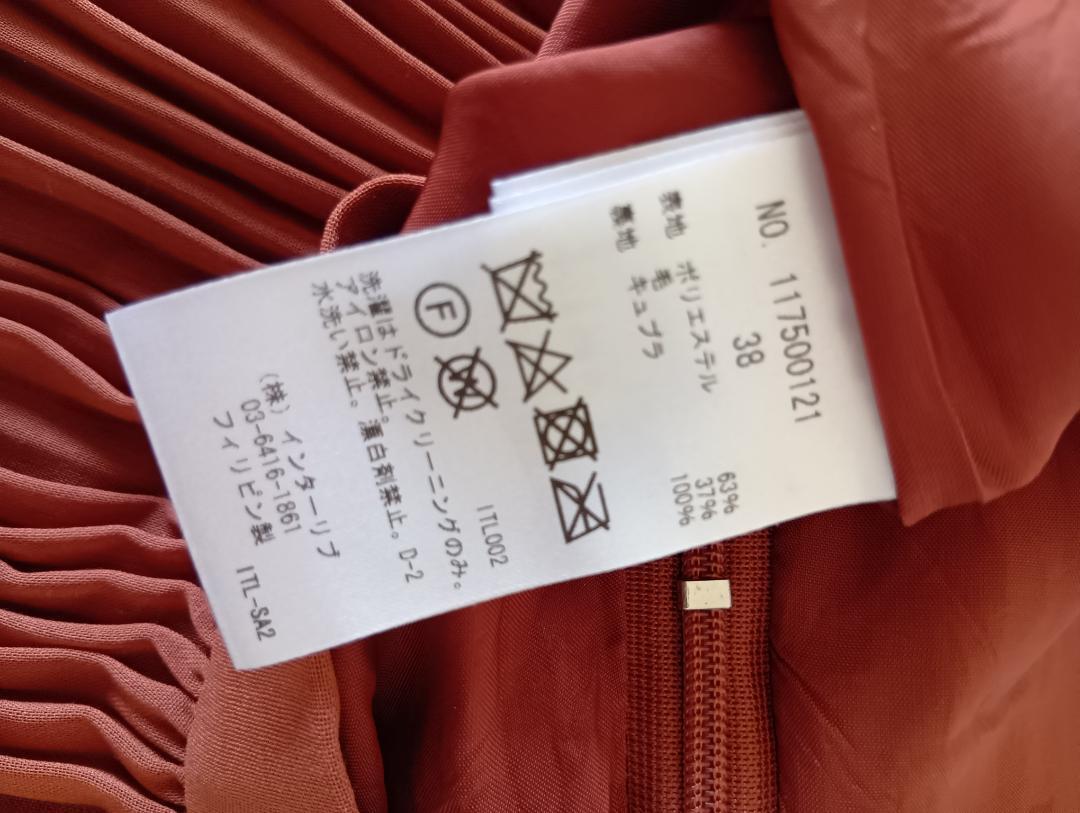 NO. 117500121
38
表地 ポリエステル 63%
毛 37%
裏地 キュプラ 100%
F
W
ITL002
洗濯はドライクリーニングのみ。
アイロン禁止。漂白剤禁止。D-2
水洗い禁止。
(株)インターリブ
03-6416-1861
フィリピン製 ITL-SA2